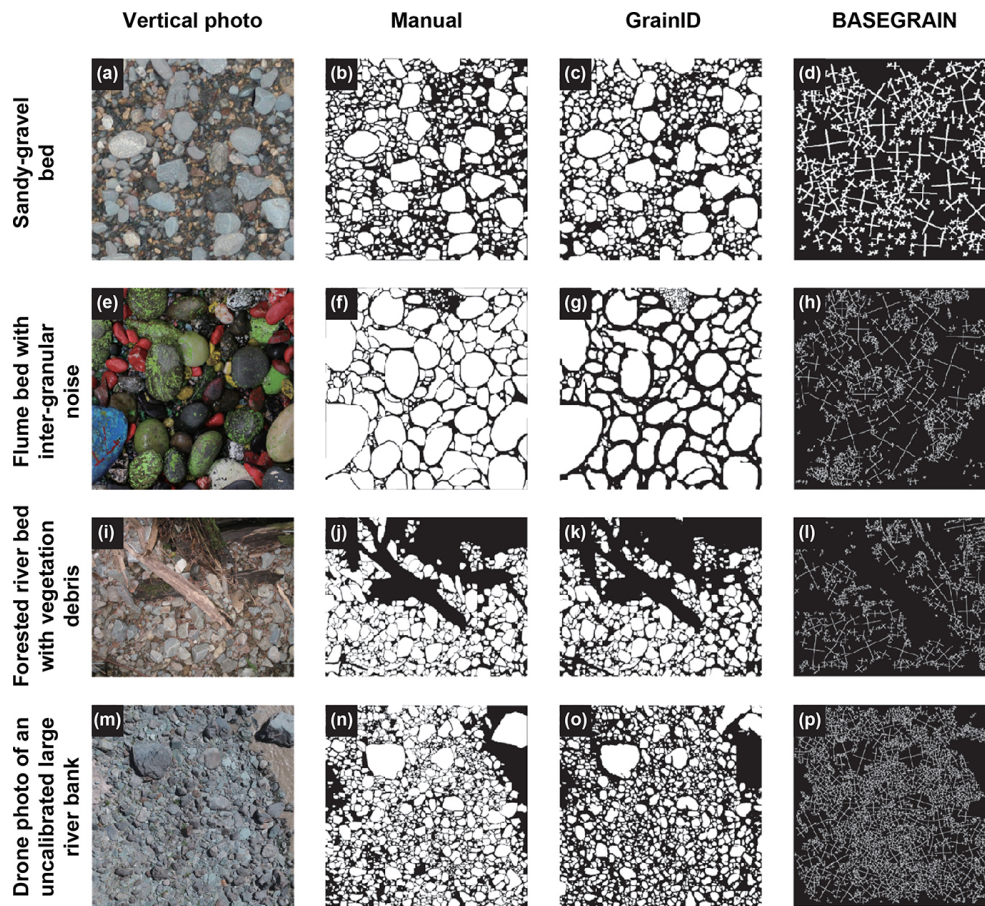 Vertical photo Manual GrainID BASEGRAIN
Sandy-gravel
bed
(a) (b) (c) (d)
Flume bed with
inter-granular
noise
(e) (f) (g) (h)
Forested river bed
with vegetation
debris
(i) (j) (k) (l)
Drone photo of an
uncalibrated large
river bank
(m) (n) (o) (p)